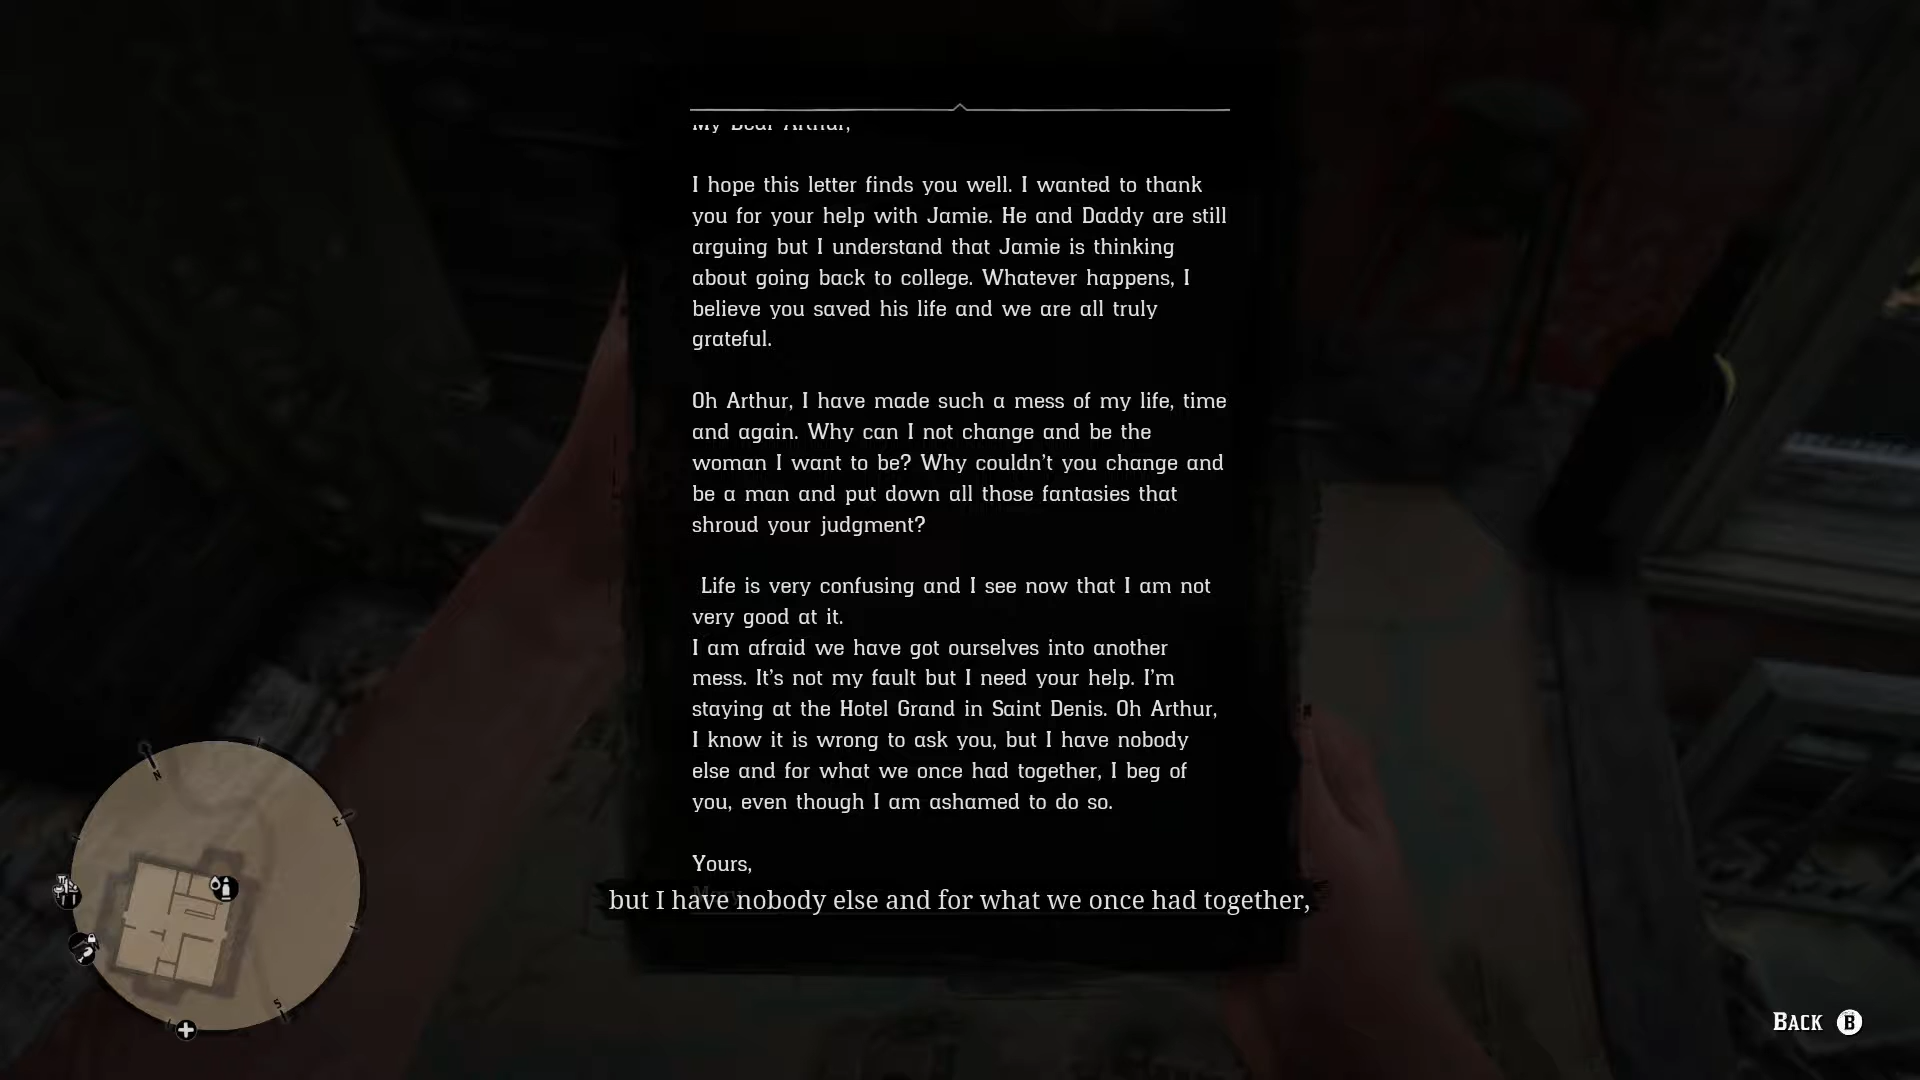 My Dear Arthur,
I hope this letter finds you well. I wanted to thank
you for your help with Jamie. He and Daddy are still
arguing but I understand that Jamie is thinking
about going back to college. Whatever happens, I
believe you saved his life and we are all truly
grateful.
Oh Arthur, I have made such a mess of my life, time
and again. Why can I not change and be the
woman I want to be? Why couldn't you change and
be a man and put down all those fantasies that
shroud your judgment?
Life is very confusing and I see now that I am not
very good at it.
I am afraid we have got ourselves into another
mess. It's not my fault but I need your help. I'm
staying at the Hotel Grand in Saint Denis. Oh Arthur,
I know it is wrong to ask you, but I have nobody
else and for what we once had together, I beg of
you, even though I am ashamed to do so.
Yours,
Mary
but I have nobody else and for what we once had together,
N
E
S
BACK B